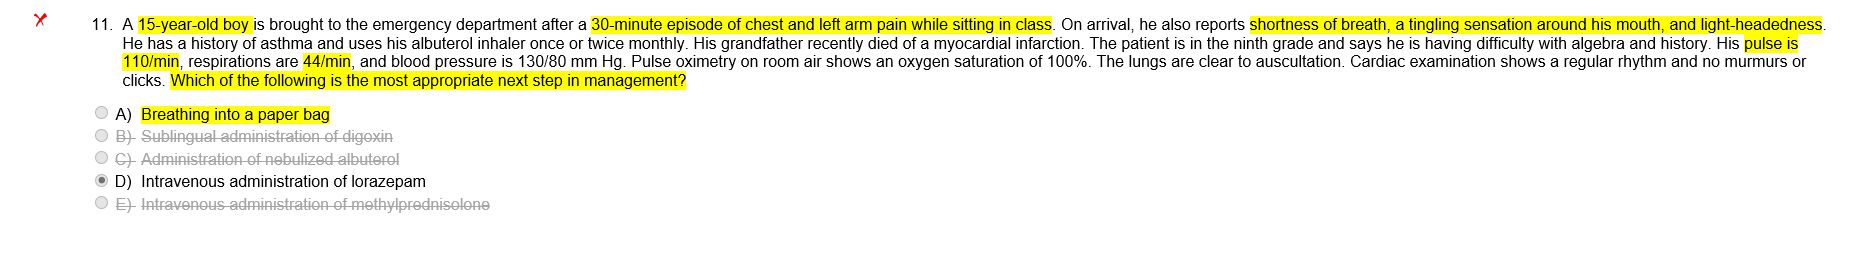 11. A 15-year-old boy is brought to the emergency department after a 30-minute episode of chest and left arm pain while sitting in class. On arrival, he also reports shortness of breath, a tingling sensation around his mouth, and light-headedness.
He has a history of asthma and uses his albuterol inhaler once or twice monthly. His grandfather recently died of a myocardial infarction. The patient is in the ninth grade and says he is having difficulty with algebra and history. His pulse is
110/min, respirations are 44/min, and blood pressure is 130/80 mm Hg. Pulse oximetry on room air shows an oxygen saturation of 100%. The lungs are clear to auscultation. Cardiac examination shows a regular rhythm and no murmurs or
clicks. Which of the following is the most appropriate next step in management?
A) Breathing into a paper bag
B) Sublingual administration of digoxin
C) Administration of nebulized albuterol
D) Intravenous administration of lorazepam
E) Intravenous administration of methylprednisolone